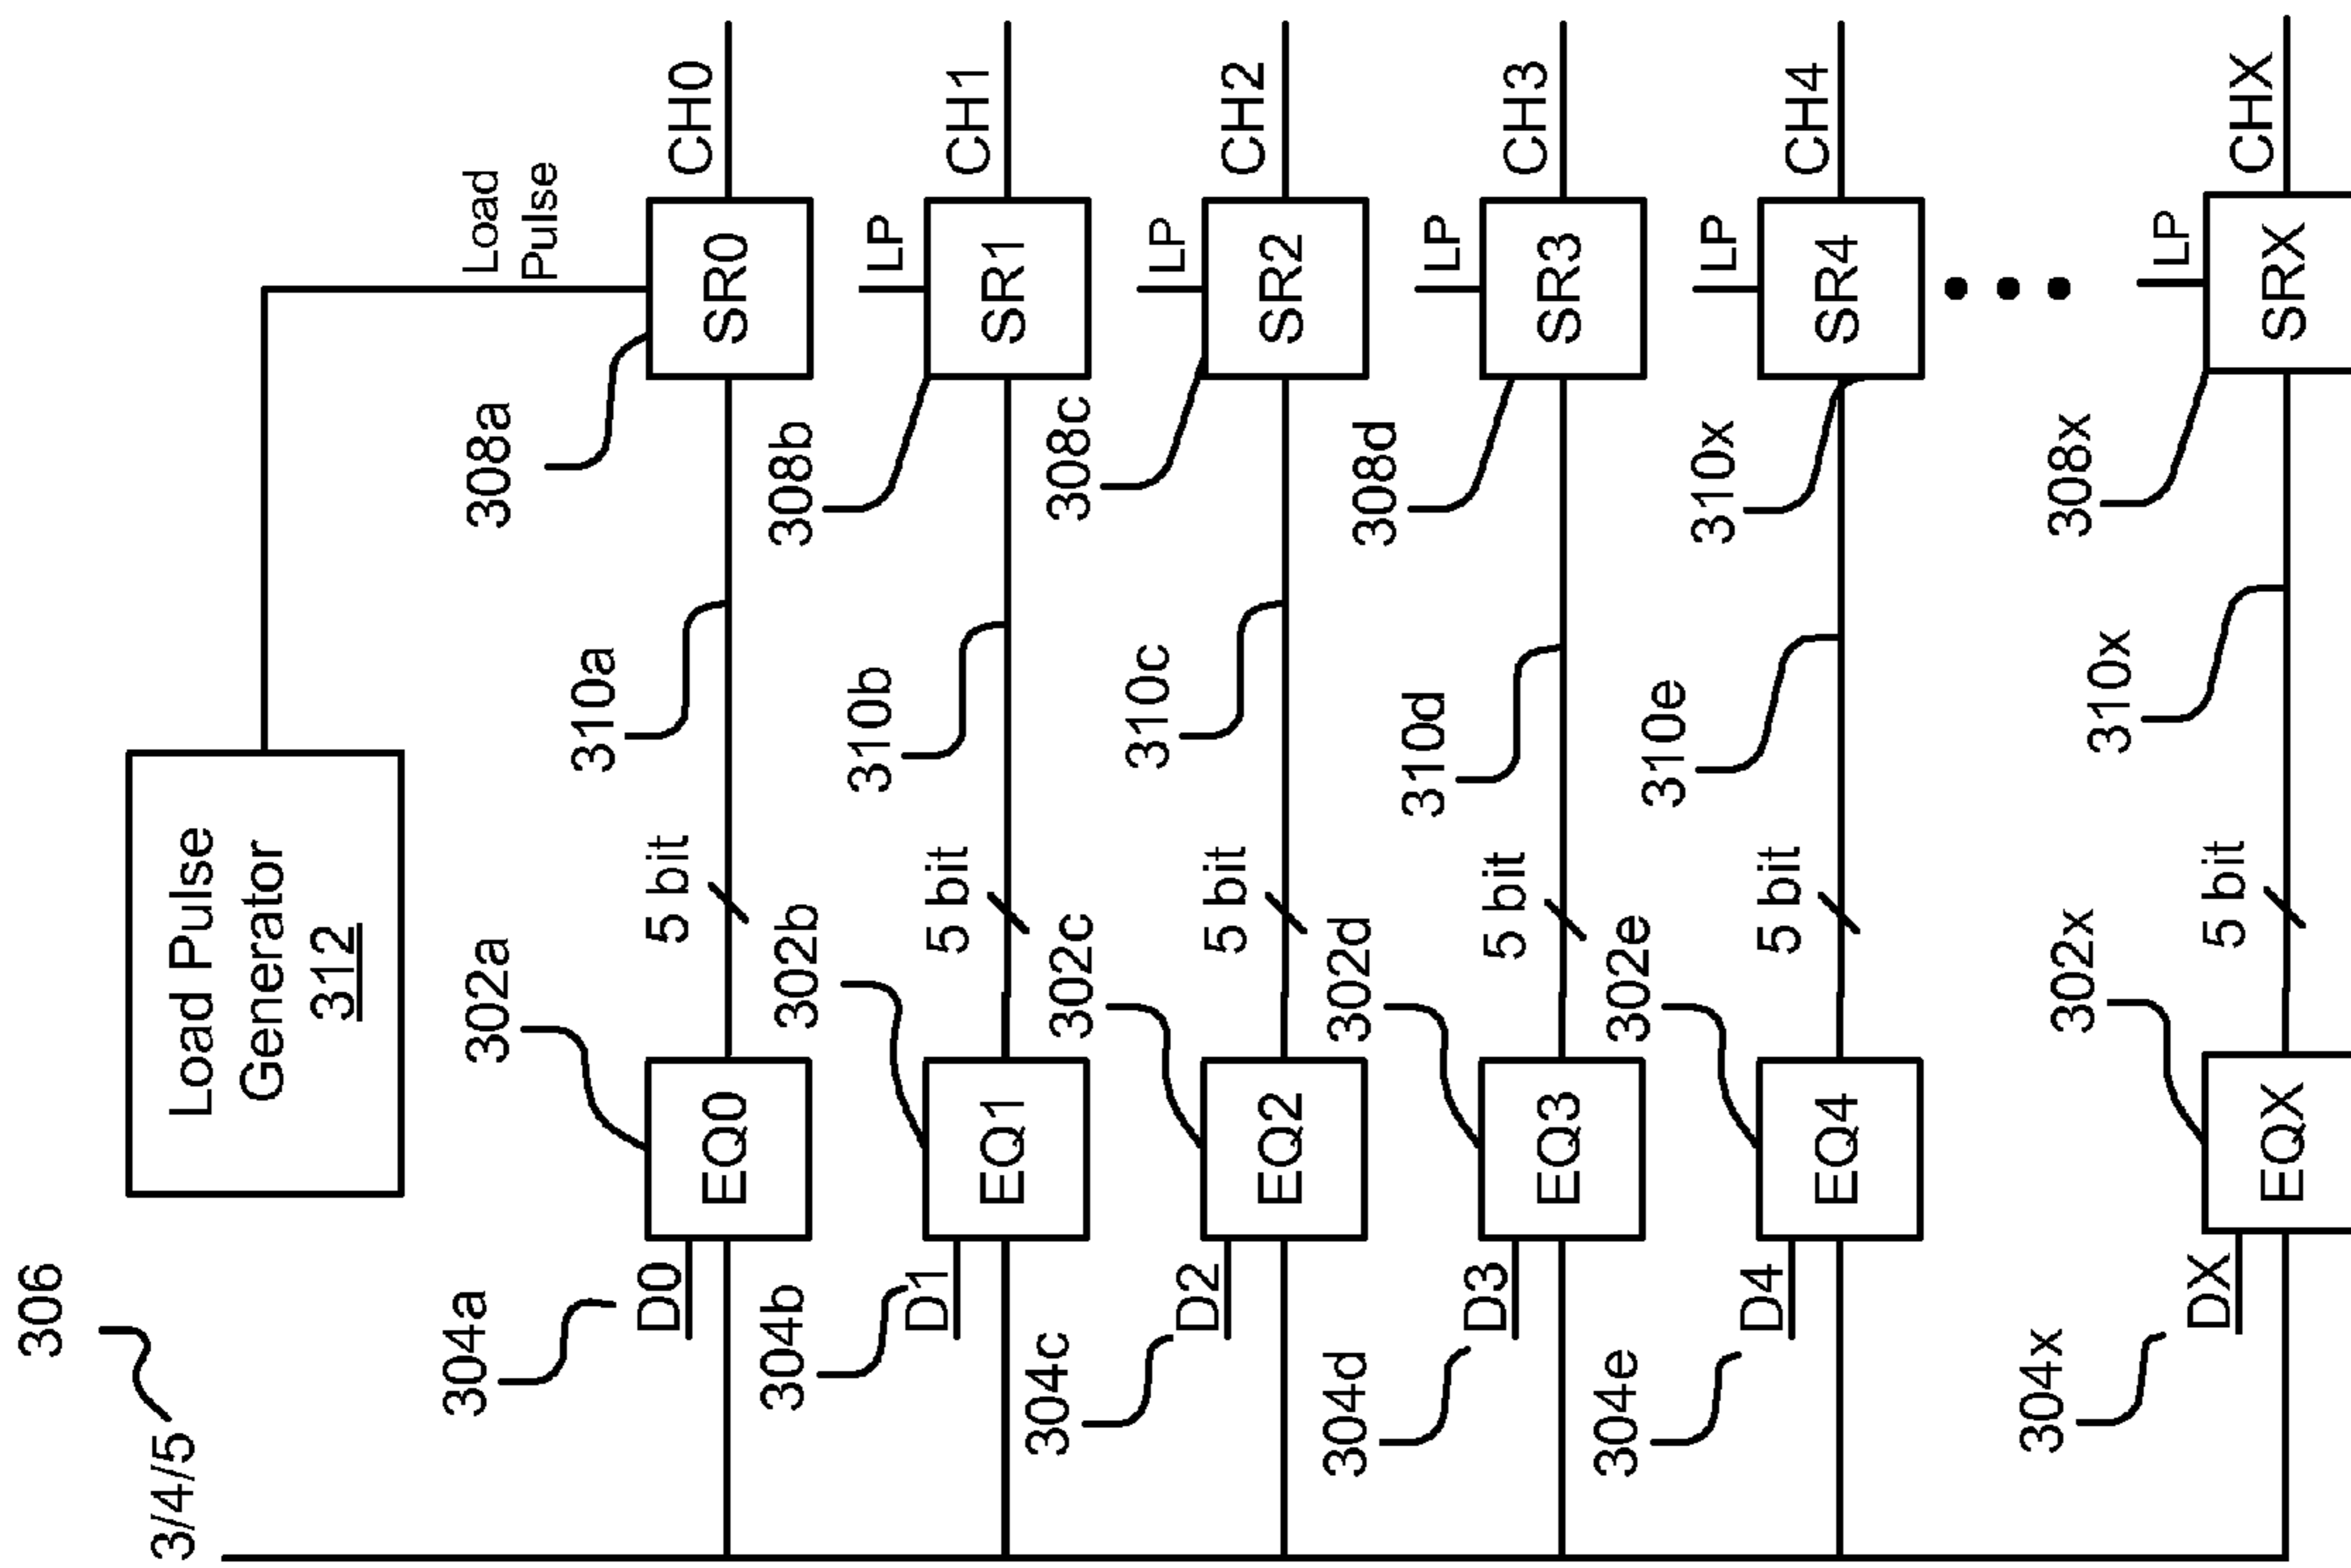 306
3/4/5
Load Pulse
Generator
312
Load
Pulse
304a
D0
302a
EQ0
5 bit
310a
308a
SR0
CH0
304b
D1
302b
EQ1
5 bit
310b
308b
LP
SR1
CH1
304c
D2
302c
EQ2
5 bit
310c
308c
LP
SR2
CH2
304d
D3
302d
EQ3
5 bit
310d
308d
LP
SR3
CH3
304e
D4
302e
EQ4
5 bit
310e
310x
LP
SR4
CH4
304x
DX
302x
EQX
5 bit
310x
308x
LP
SRX
CHX